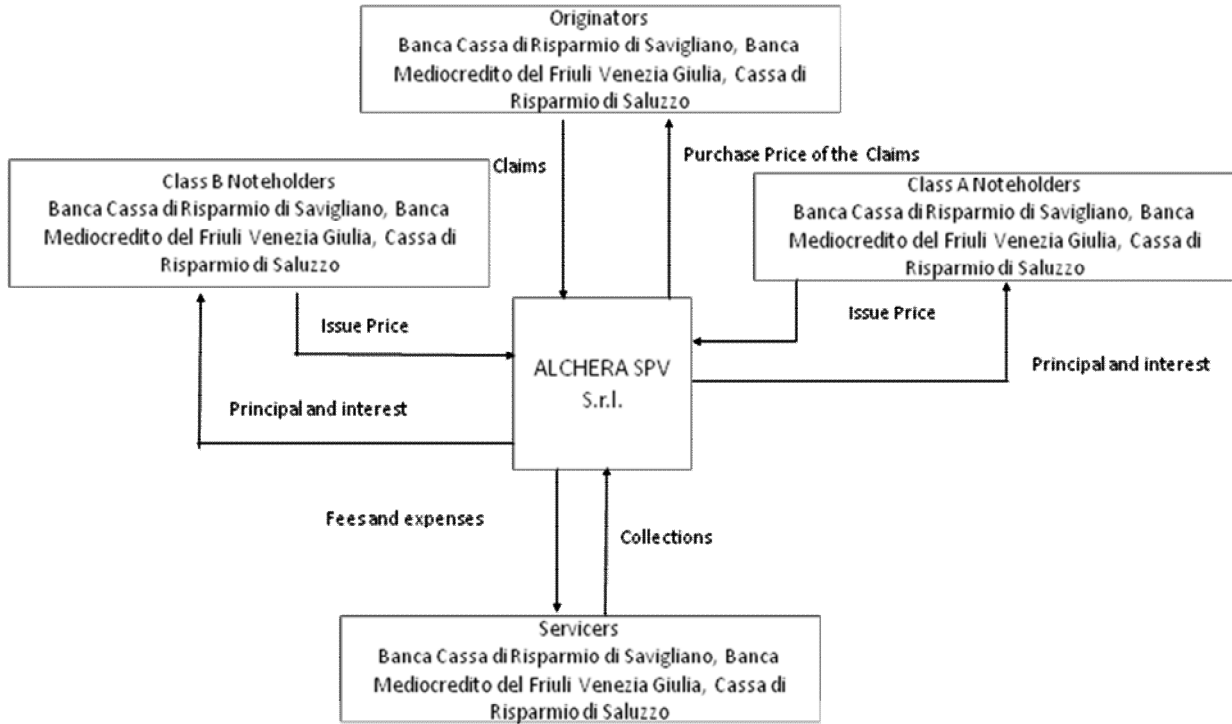 Originators
Banca Cassa di Risparmio di Savigliano, Banca
Mediocredito del Friuli Venezia Giulia, Cassa di
Risparmio di Saluzzo
Claims
Purchase Price of the Claims
Class B Noteholders
Banca Cassa di Risparmio di Savigliano, Banca
Mediocredito del Friuli Venezia Giulia, Cassa di
Risparmio di Saluzzo
Class A Noteholders
Banca Cassa di Risparmio di Savigliano, Banca
Mediocredito del Friuli Venezia Giulia, Cassa di
Risparmio di Saluzzo
Issue Price
Issue Price
ALCHERA SPV
S.r.l.
Principal and interest
Principal and interest
Fees and expenses
Collections
Servicers
Banca Cassa di Risparmio di Savigliano, Banca
Mediocredito del Friuli Venezia Giulia, Cassa di
Risparmio di Saluzzo